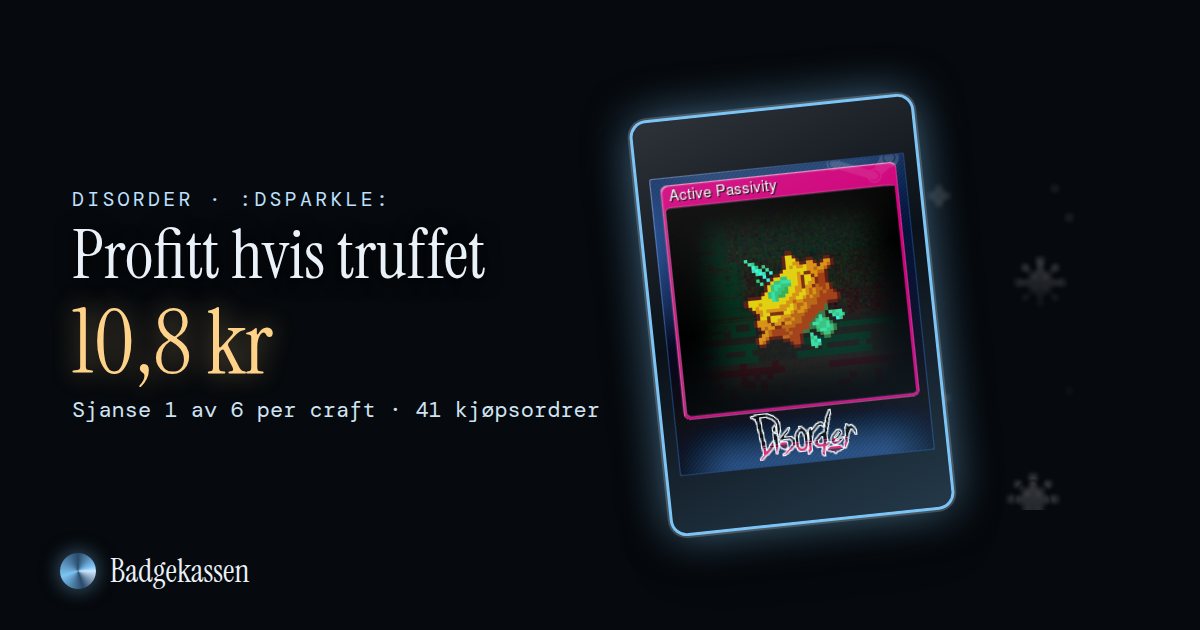 DISORDER · :DSPARKLE:
Profitt hvis truffet
10,8 kr
Sjanse 1 av 6 per craft · 41 kjøpsordrer
Active Passivity
Disorder
Badgekassen